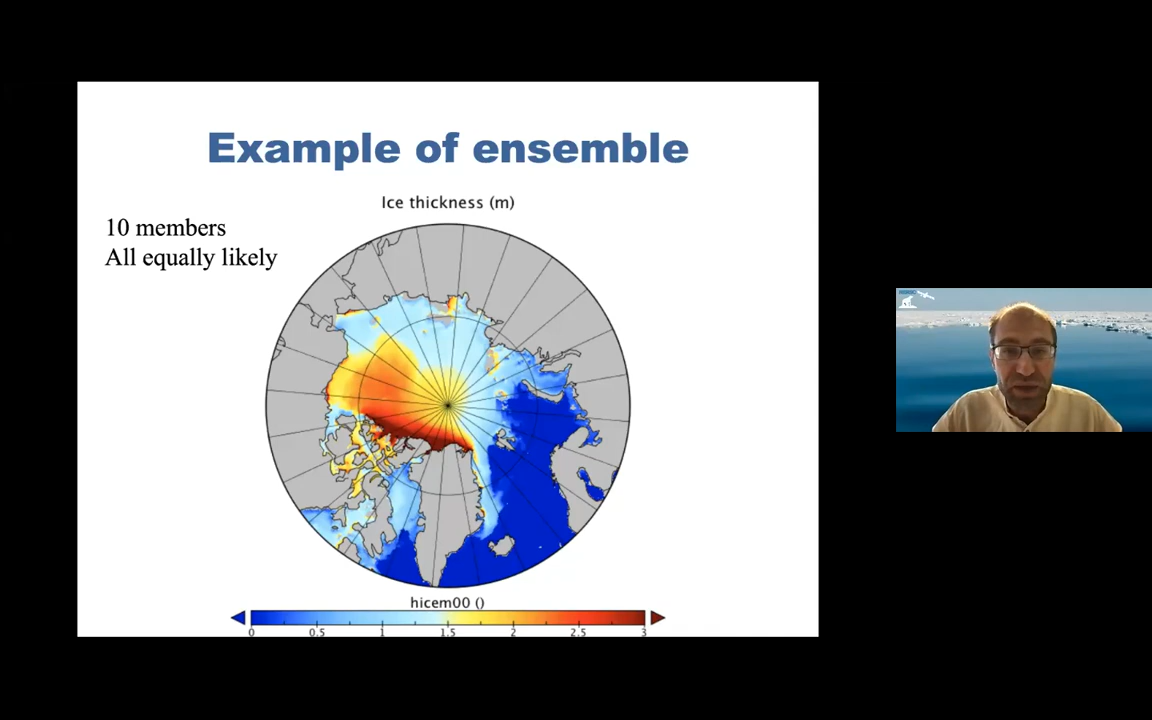 Example of ensemble
Ice thickness (m)
10 members
All equally likely
hicem00 ()
0 0.5 1 1.5 2 2.5 3